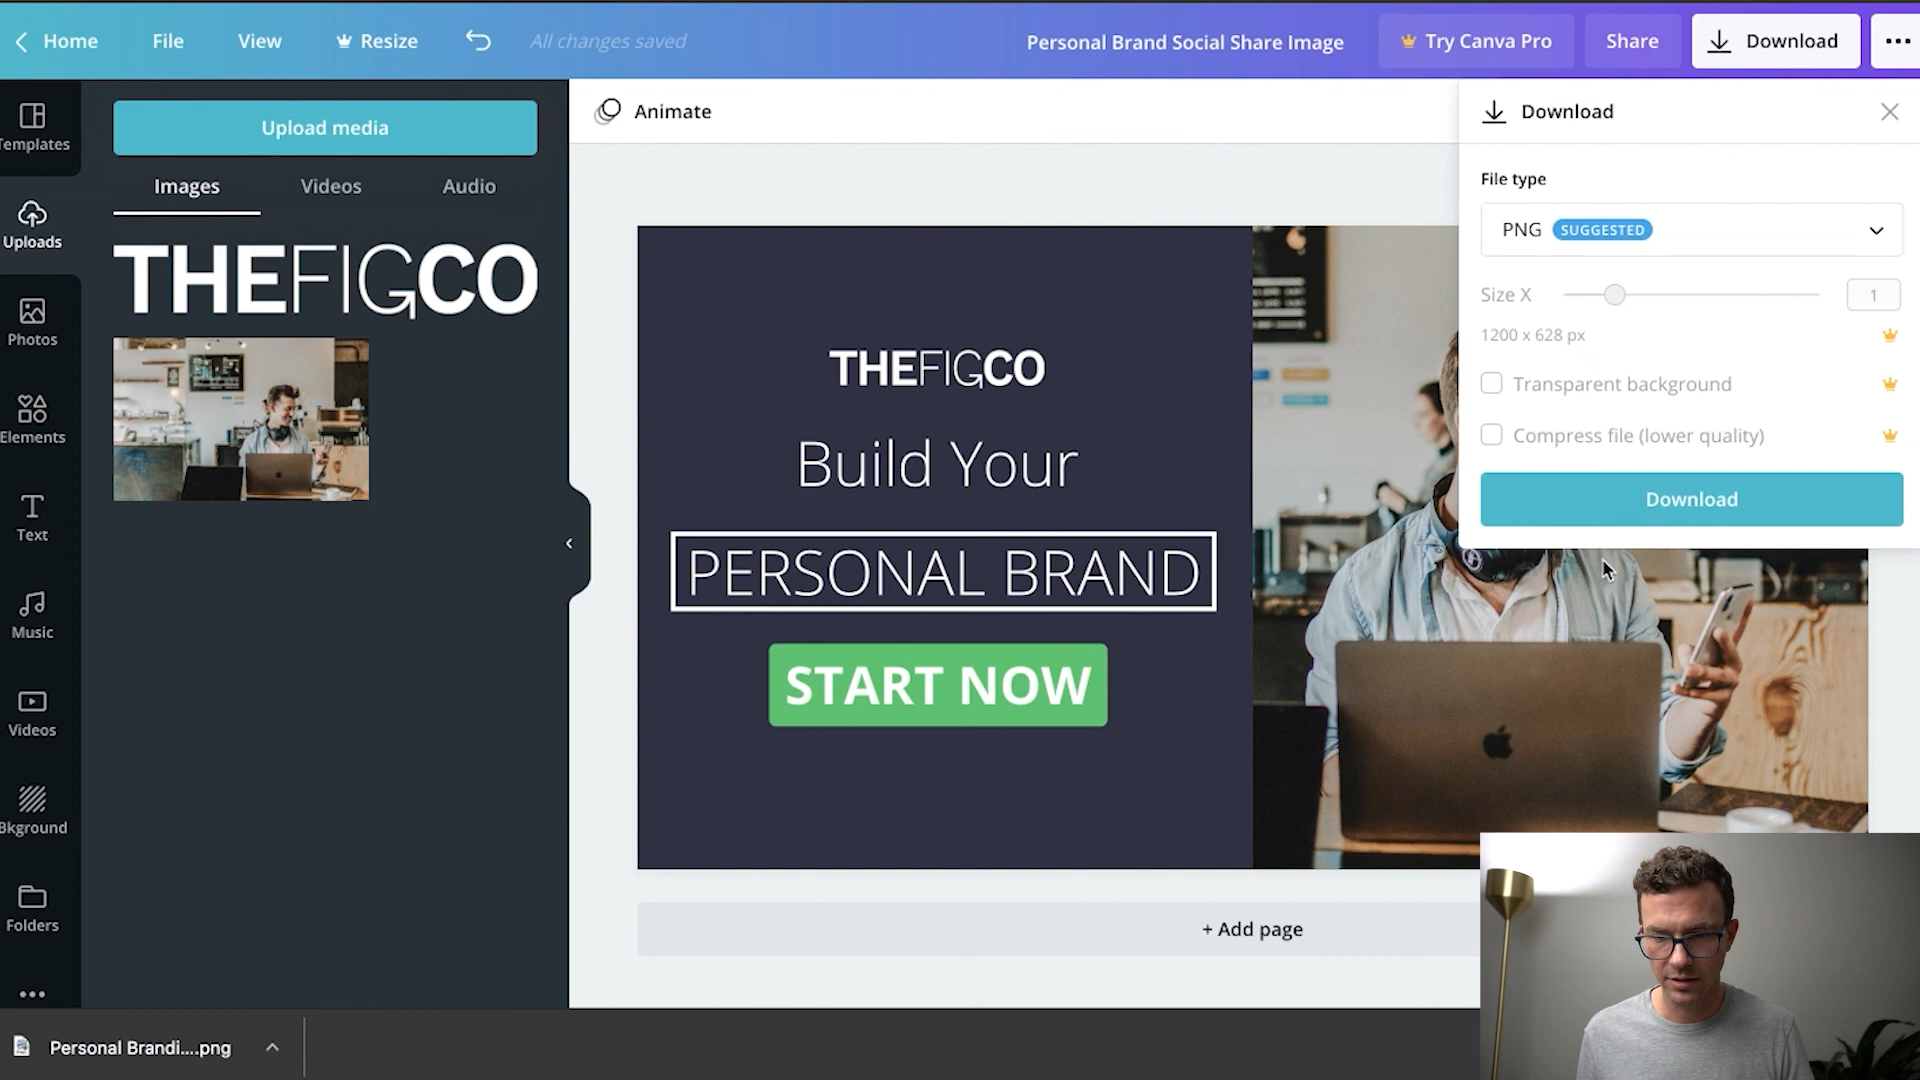 Home
File
View
Resize
All changes saved
Personal Brand Social Share Image
Try Canva Pro
Share
Download
Templates
Uploads
Photos
Elements
Text
Music
Videos
Bkground
Folders
Upload media
Images
Videos
Audio
THEFIGCO
Animate
THEFIGCO
Build Your
PERSONAL BRAND
START NOW
+ Add page
Download
File type
PNG SUGGESTED
Size X
1
1200 x 628 px
Transparent background
Compress file (lower quality)
Download
Personal Brandi....png